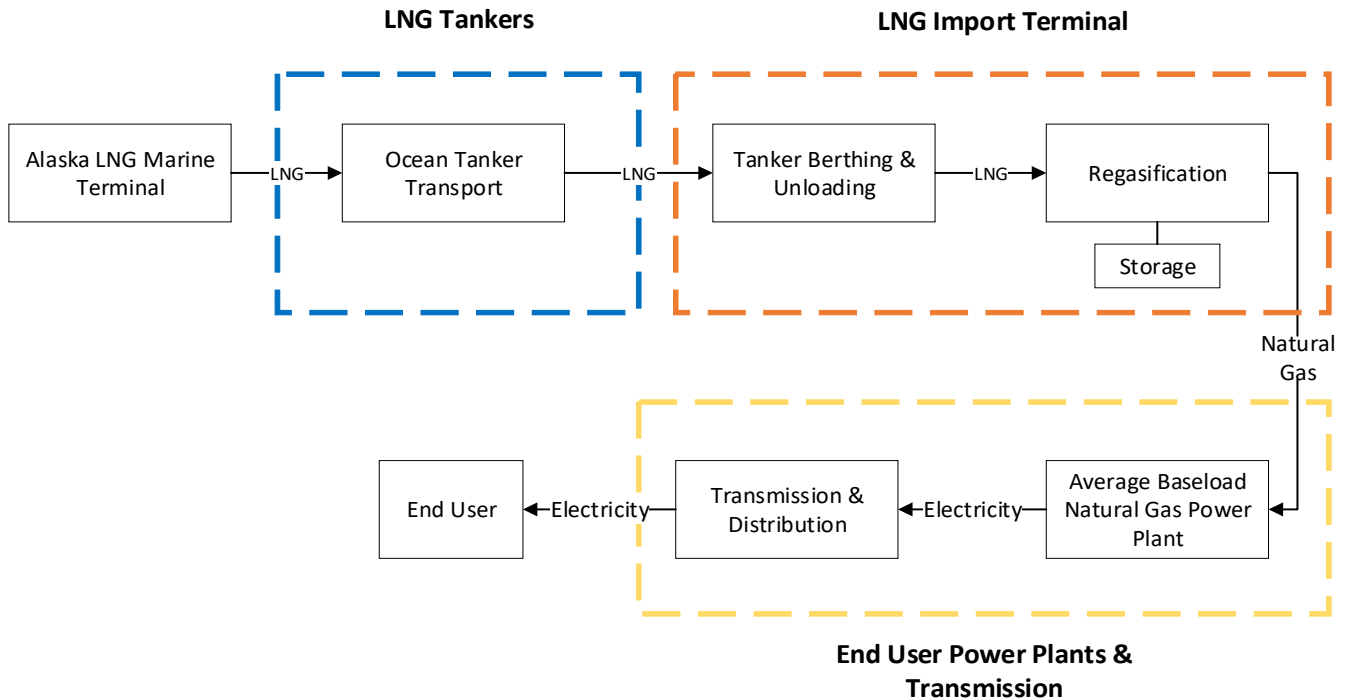 LNG Tankers
LNG Import Terminal
Alaska LNG Marine
Terminal
LNG
Ocean Tanker
Transport
LNG
Tanker Berthing &
Unloading
LNG
Regasification
Storage
Natural
Gas
Average Baseload
Natural Gas Power
Plant
Electricity
Transmission &
Distribution
Electricity
End User
End User Power Plants &
Transmission